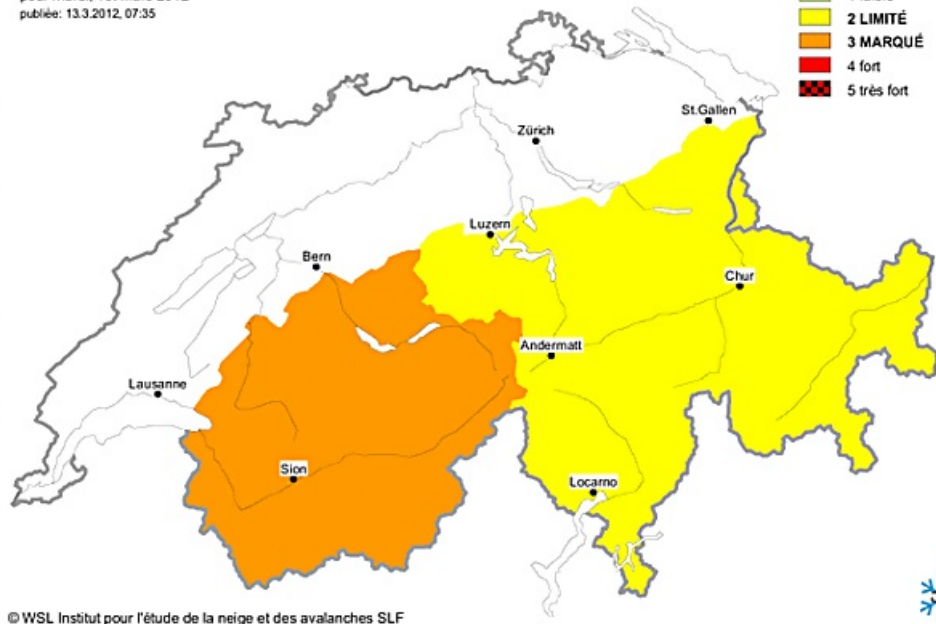 publiée: 13.3.2012, 07:35
2 LIMITÉ
3 MARQUÉ
4 fort
5 très fort
St.Gallen
Zürich
Luzern
Bern
Chur
Andermatt
Lausanne
Sion
Locarno
© WSL Institut pour l'étude de la neige et des avalanches SLF